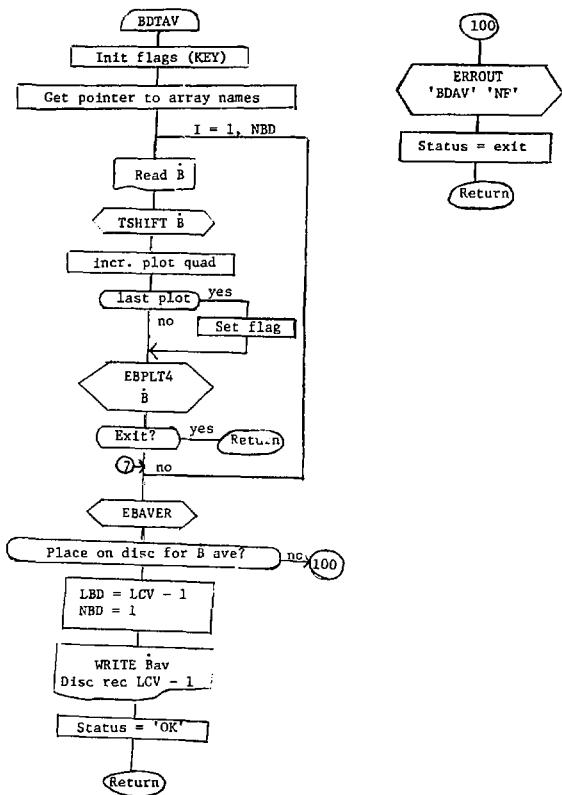 BDTAV
Init flags (KEY)
Get pointer to array names
I = 1, NBD
Read Ḃ
TSHIFT Ḃ
incr. plot quad
last plot yes
no
Set flag
EBPLT4
Ḃ
Exit? yes
7 no
EBAVER
Place on disc for B ave? 100
LBD = LCV - 1
NBD = 1
WRITE Ḃav
Disc rec LCV - 1
Status = 'OK'
Return
100
ERROUT
'BDAV' 'NF'
Status = exit
Return